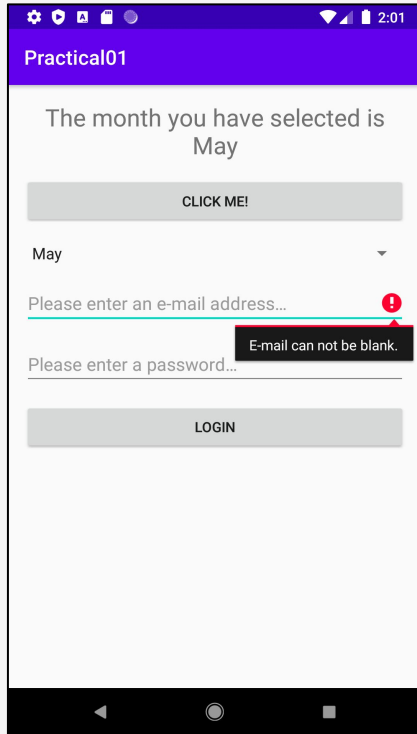 2:01
Practical01
The month you have selected is
May
CLICK ME!
May
Please enter an e-mail address...
E-mail can not be blank.
Please enter a password...
LOGIN